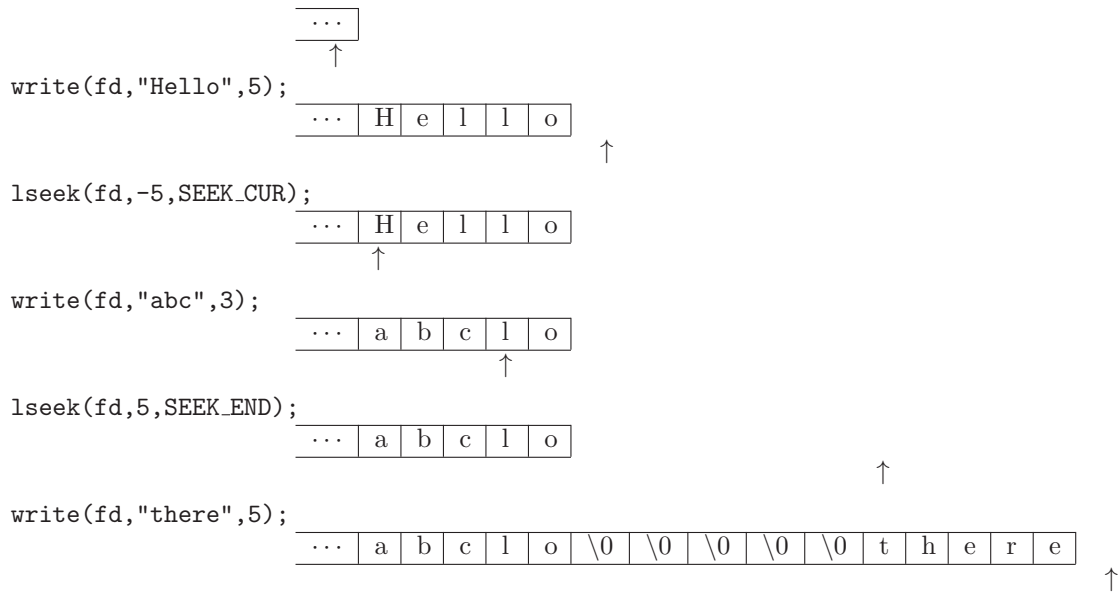 ···
↑
write(fd,"Hello",5);
··· H e l l o
↑
lseek(fd,-5,SEEK_CUR);
··· H e l l o
↑
write(fd,"abc",3);
··· a b c l o
↑
lseek(fd,5,SEEK_END);
··· a b c l o
↑
write(fd,"there",5);
··· a b c l o \0 \0 \0 \0 \0 t h e r e
↑